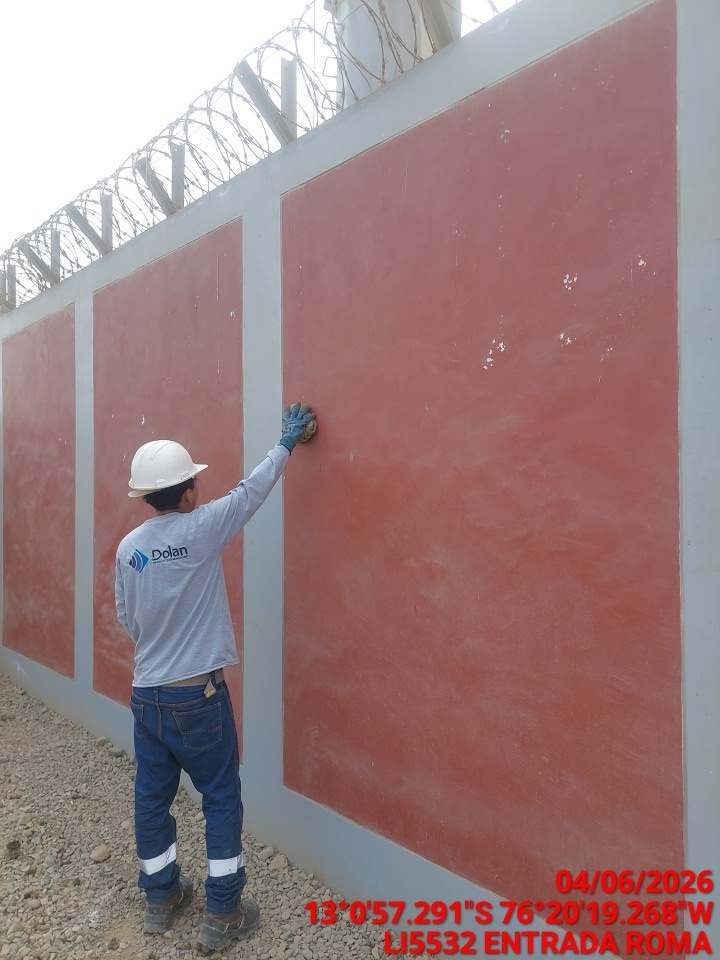 Dolan
04/06/2026
13°0'57.291"S 76°20'19.268"W
LI5532 ENTRADA ROMA